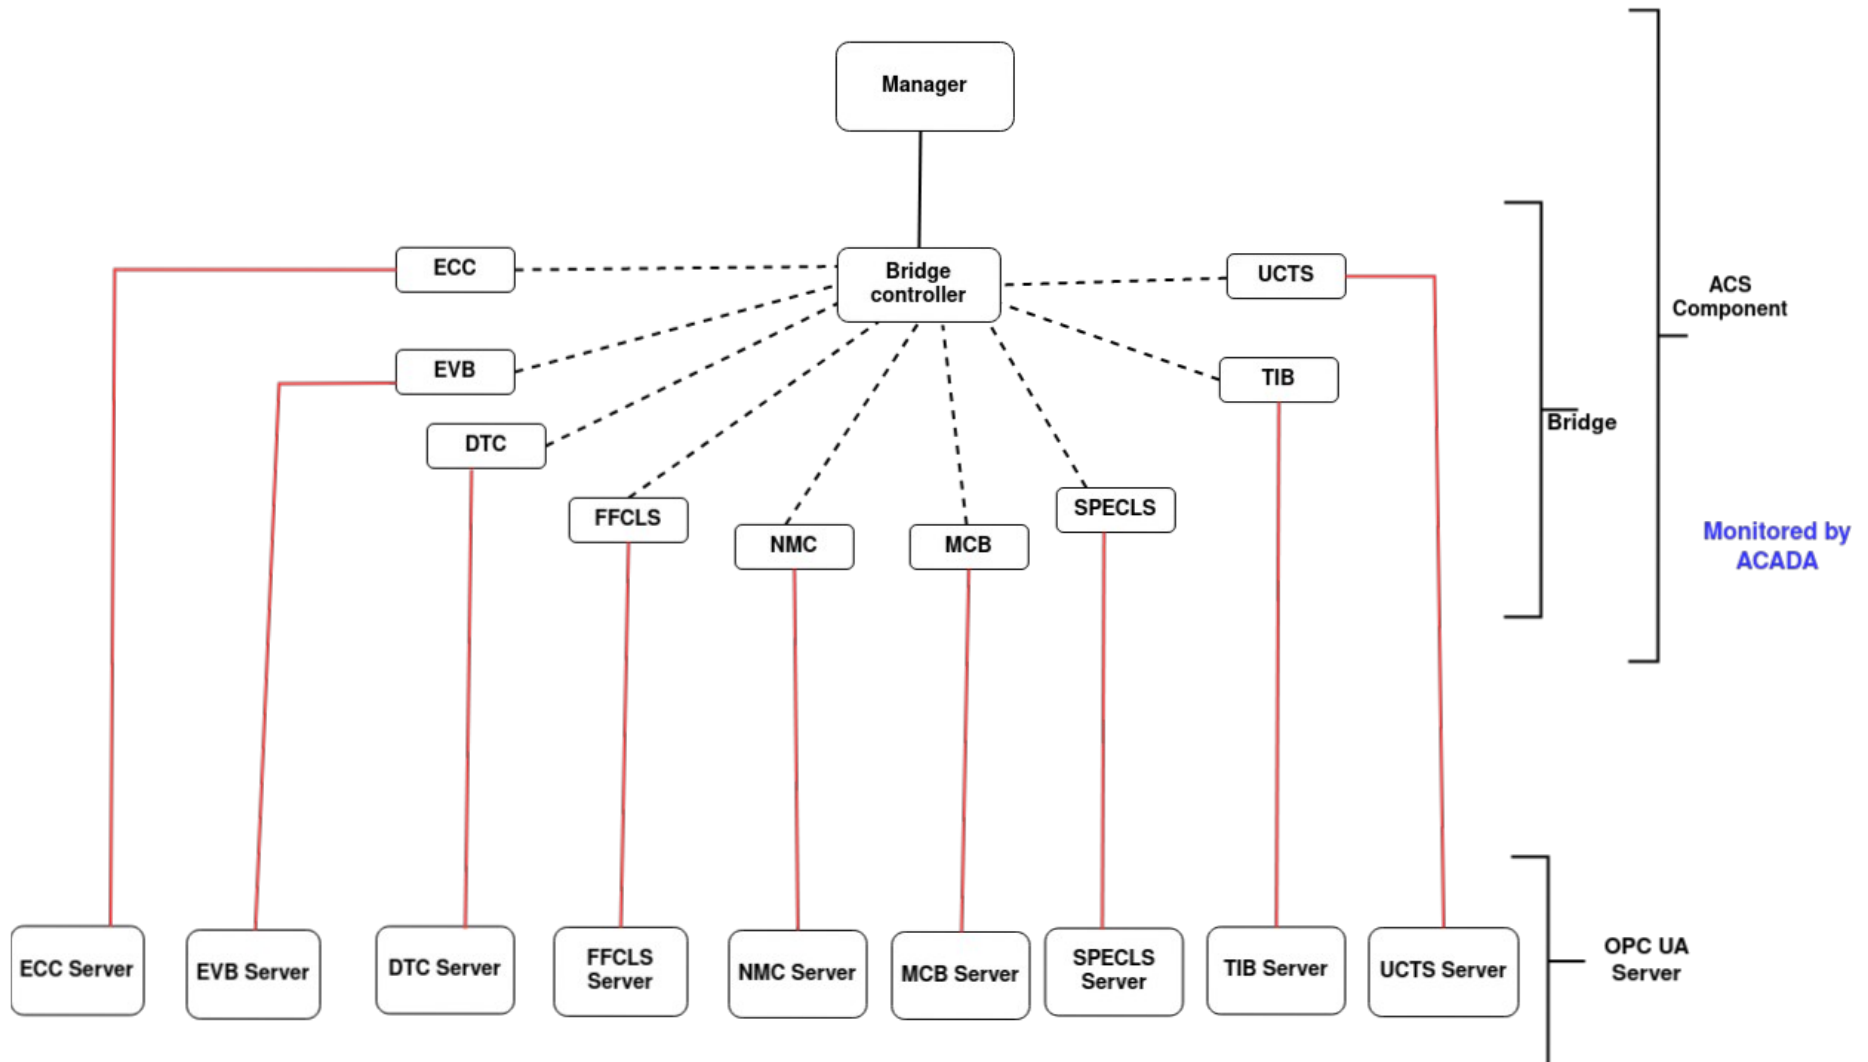 Manager
ECC
Bridge
controller
UCTS
ACS
Component
EVB
TIB
Bridge
DTC
FFCLS
NMC
MCB
SPECLS
Monitored by
ACADA
ECC Server
EVB Server
DTC Server
FFCLS
Server
NMC Server
MCB Server
SPECLS
Server
TIB Server
UCTS Server
OPC UA
Server